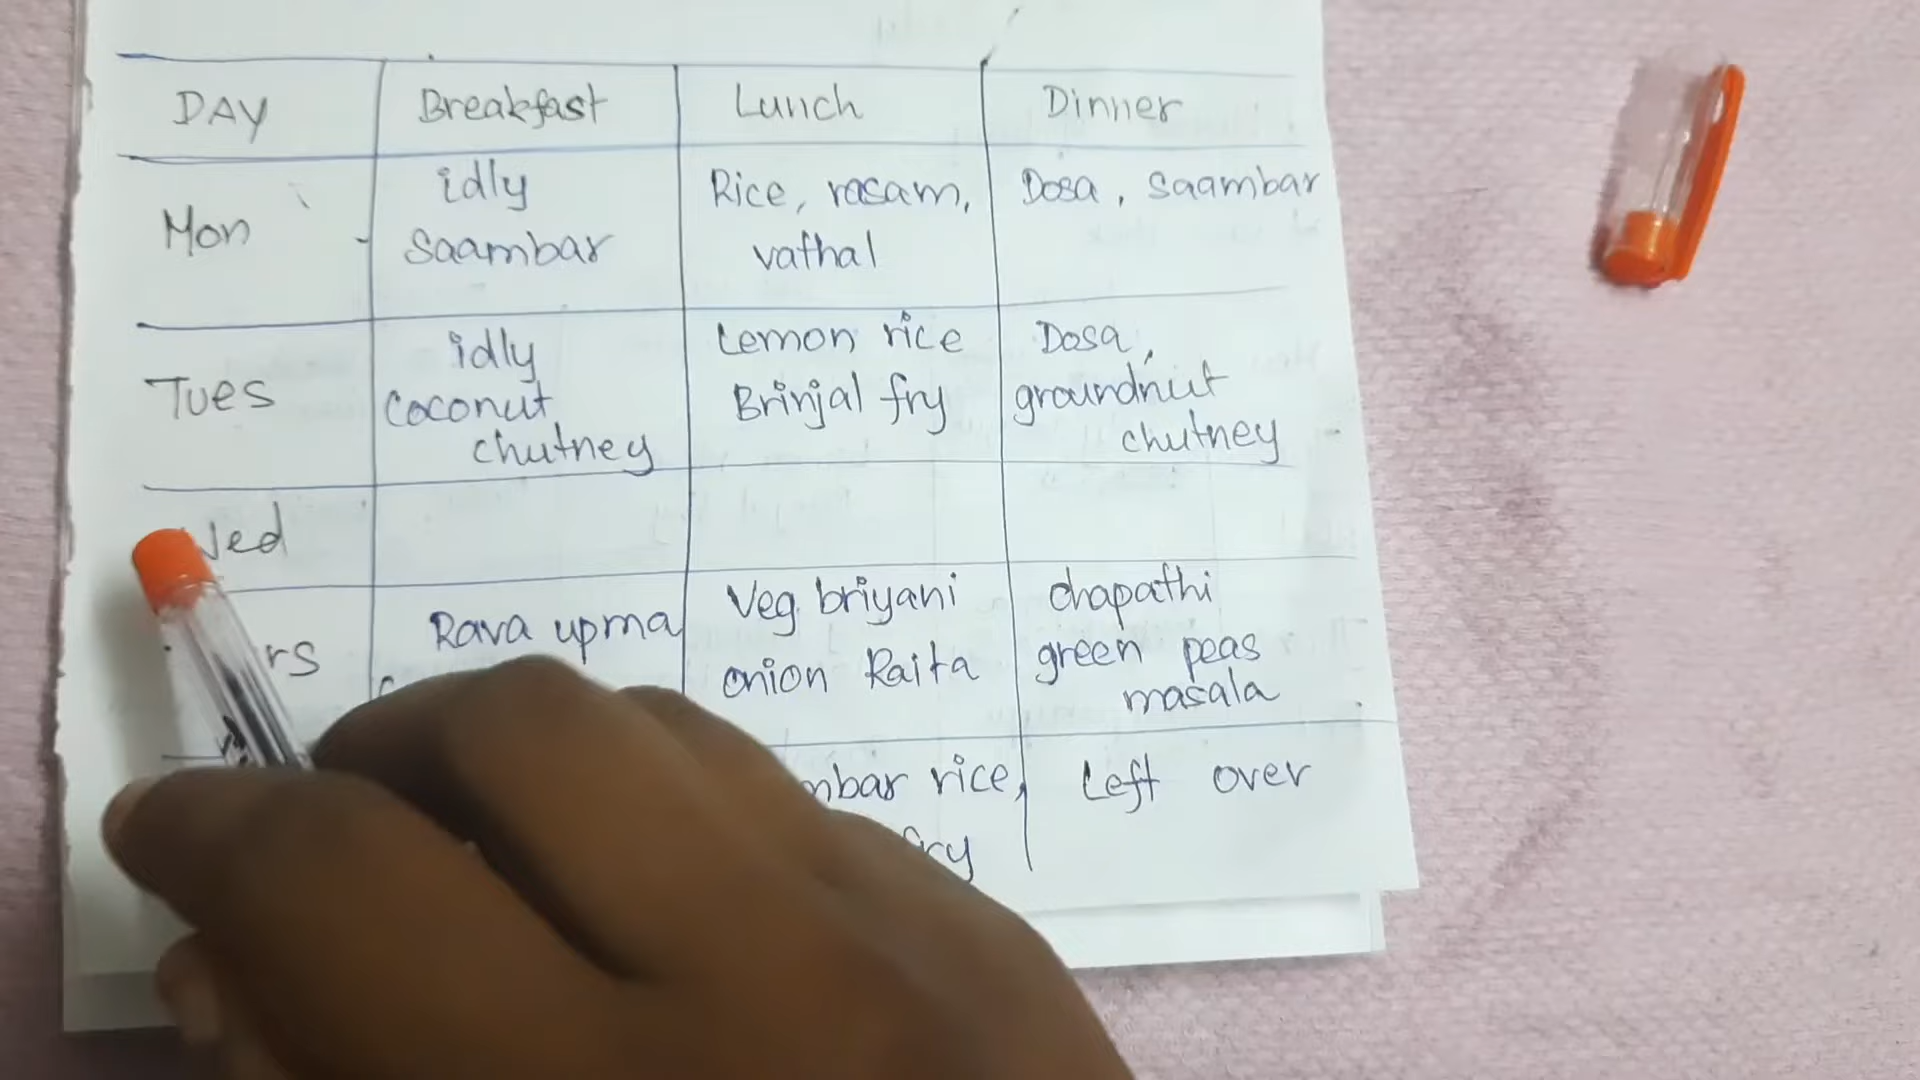 DAY Breakfast Lunch Dinner
Mon idly Rice, rasam, Dosa, Saambar
Saambar vathal
Tues idly Lemon rice Dosa,
Coconut Brinjal fry groundnut
chutney chutney
Rava upma Veg. briyani chapathi
onion Raita green peas
masala
rice, Left over